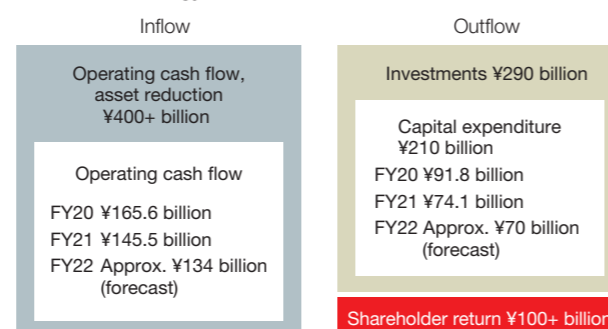 Inflow
Operating cash flow,
asset reduction
¥400+ billion
Operating cash flow
FY20 ¥165.6 billion
FY21 ¥145.5 billion
FY22 Approx. ¥134 billion
(forecast)
Outflow
Investments ¥290 billion
Capital expenditure
¥210 billion
FY20 ¥91.8 billion
FY21 ¥74.1 billion
FY22 Approx. ¥70 billion
(forecast)
Shareholder return ¥100+ billion